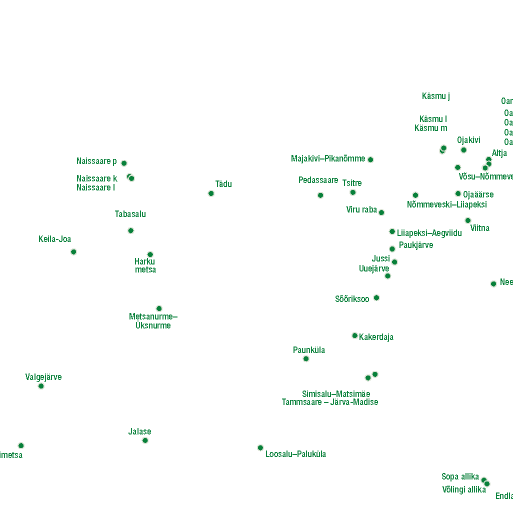 Käsmu j
Oar
Oa
Käsmu l
Oa
Käsmu m
Oa
Ojakivi
Oa
Altja
Majakivi–Pikanõmme
Naissaare p
Võsu–Nõmmeve
Naissaare k
Naissaare l
Tädu
Pedassaare
Tsitre
Ojaäärse
Nõmmeveski–Liiapeksi
Viru raba
Tabasalu
Viitna
Liiapeksi–Aegviidu
Keila-Joa
Paukjärve
Harku
metsa
Jussi
Uuejärve
Nee
Sõõriksoo
Metsanurme–
Üksnurme
Kakerdaja
Paunküla
Valgejärve
Simisalu–Matsimäe
Tammsaare – Järva-Madise
Jalase
imetsa
Loosalu–Paluküla
Sopa allika
Võlingi allika
Endla